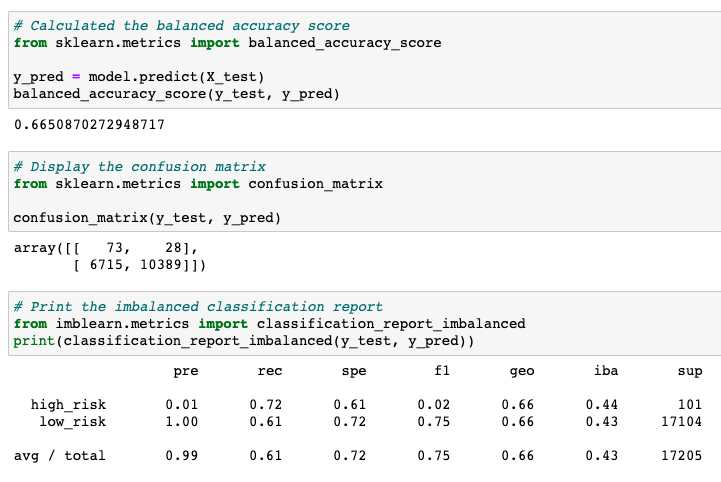 # Calculated the balanced accuracy score
from sklearn.metrics import balanced_accuracy_score
y_pred = model.predict(X_test)
balanced_accuracy_score(y_test, y_pred)
0.6650870272948717
# Display the confusion matrix
from sklearn.metrics import confusion_matrix
confusion_matrix(y_test, y_pred)
array([[   73,    28],
       [ 6715, 10389]])
# Print the imbalanced classification report
from imblearn.metrics import classification_report_imbalanced
print(classification_report_imbalanced(y_test, y_pred))
pre rec spe f1 geo iba sup
high_risk 0.01 0.72 0.61 0.02 0.66 0.44 101
low_risk 1.00 0.61 0.72 0.75 0.66 0.43 17104
avg / total 0.99 0.61 0.72 0.75 0.66 0.43 17205